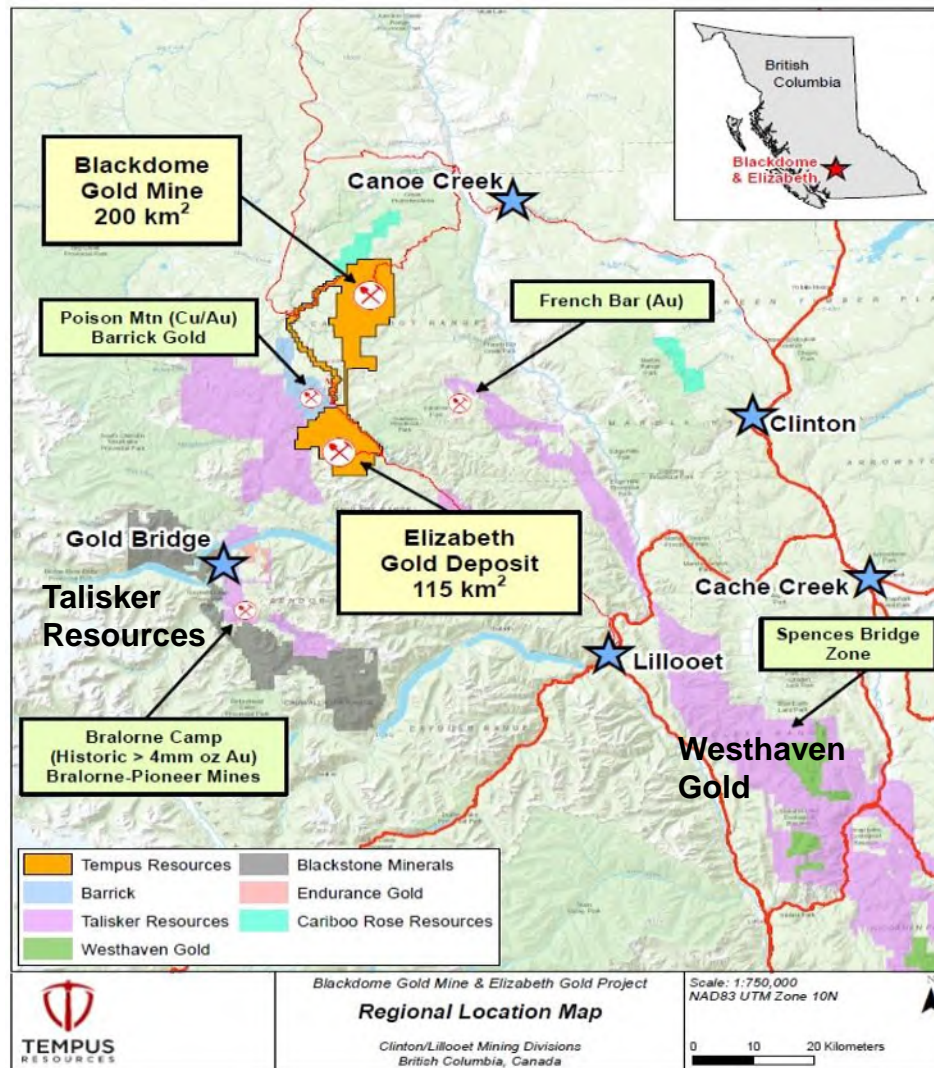 British
Columbia
Blackdome
& Elizabeth
Blackdome
Gold Mine
200 km²
Canoe Creek
Poison Mtn (Cu/Au)
Barrick Gold
French Bar (Au)
Clinton
Gold Bridge
Elizabeth
Gold Deposit
115 km²
Talisker
Resources
Cache Creek
Spences Bridge
Zone
Lillooet
Bralorne Camp
(Historic > 4mm oz Au)
Bralorne-Pioneer Mines
Westhaven
Gold
Tempus Resources
Barrick
Talisker Resources
Westhaven Gold
Blackstone Minerals
Endurance Gold
Cariboo Rose Resources
TEMPUS
RESOURCES
Blackdome Gold Mine & Elizabeth Gold Project
Regional Location Map
Clinton/Lillooet Mining Divisions
British Columbia, Canada
Scale: 1:750,000
NAD83 UTM Zone 10N
N
0 10 20 Kilometers